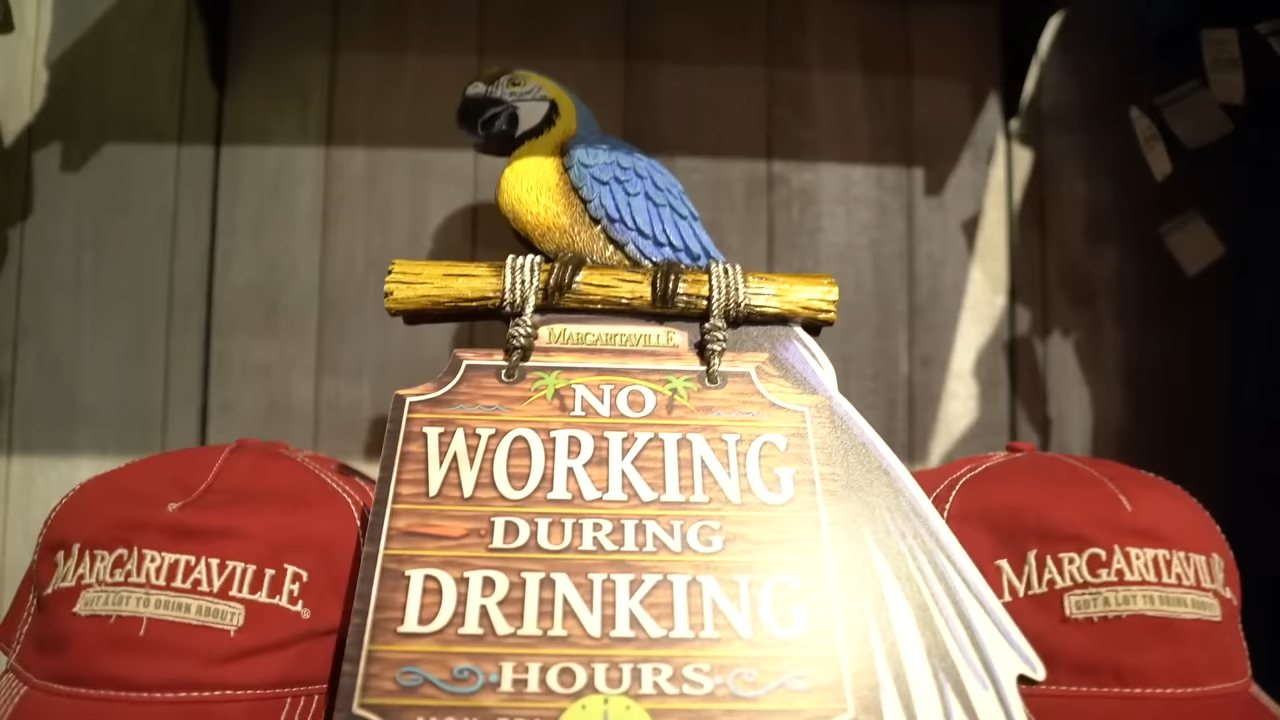 MARGARITAVILLE
NO
WORKING
DURING
DRINKING
HOURS
MARGARITAVILLE®
GOT A LOT TO DRINK ABOUT
MARGARITAVILLE
GOT A LOT TO DRINK ABOUT